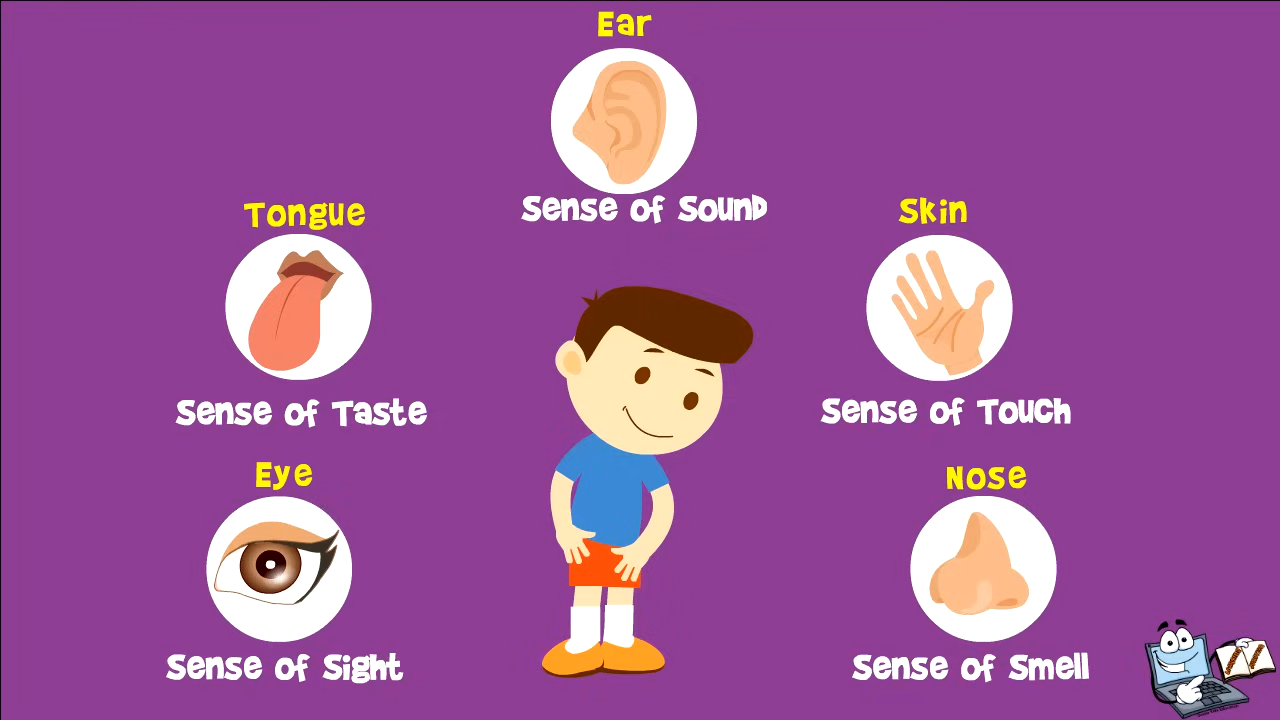 Ear
Sense of Sound
Tongue
Sense of Taste
Skin
Sense of Touch
Eye
Sense of Sight
Nose
Sense of Smell